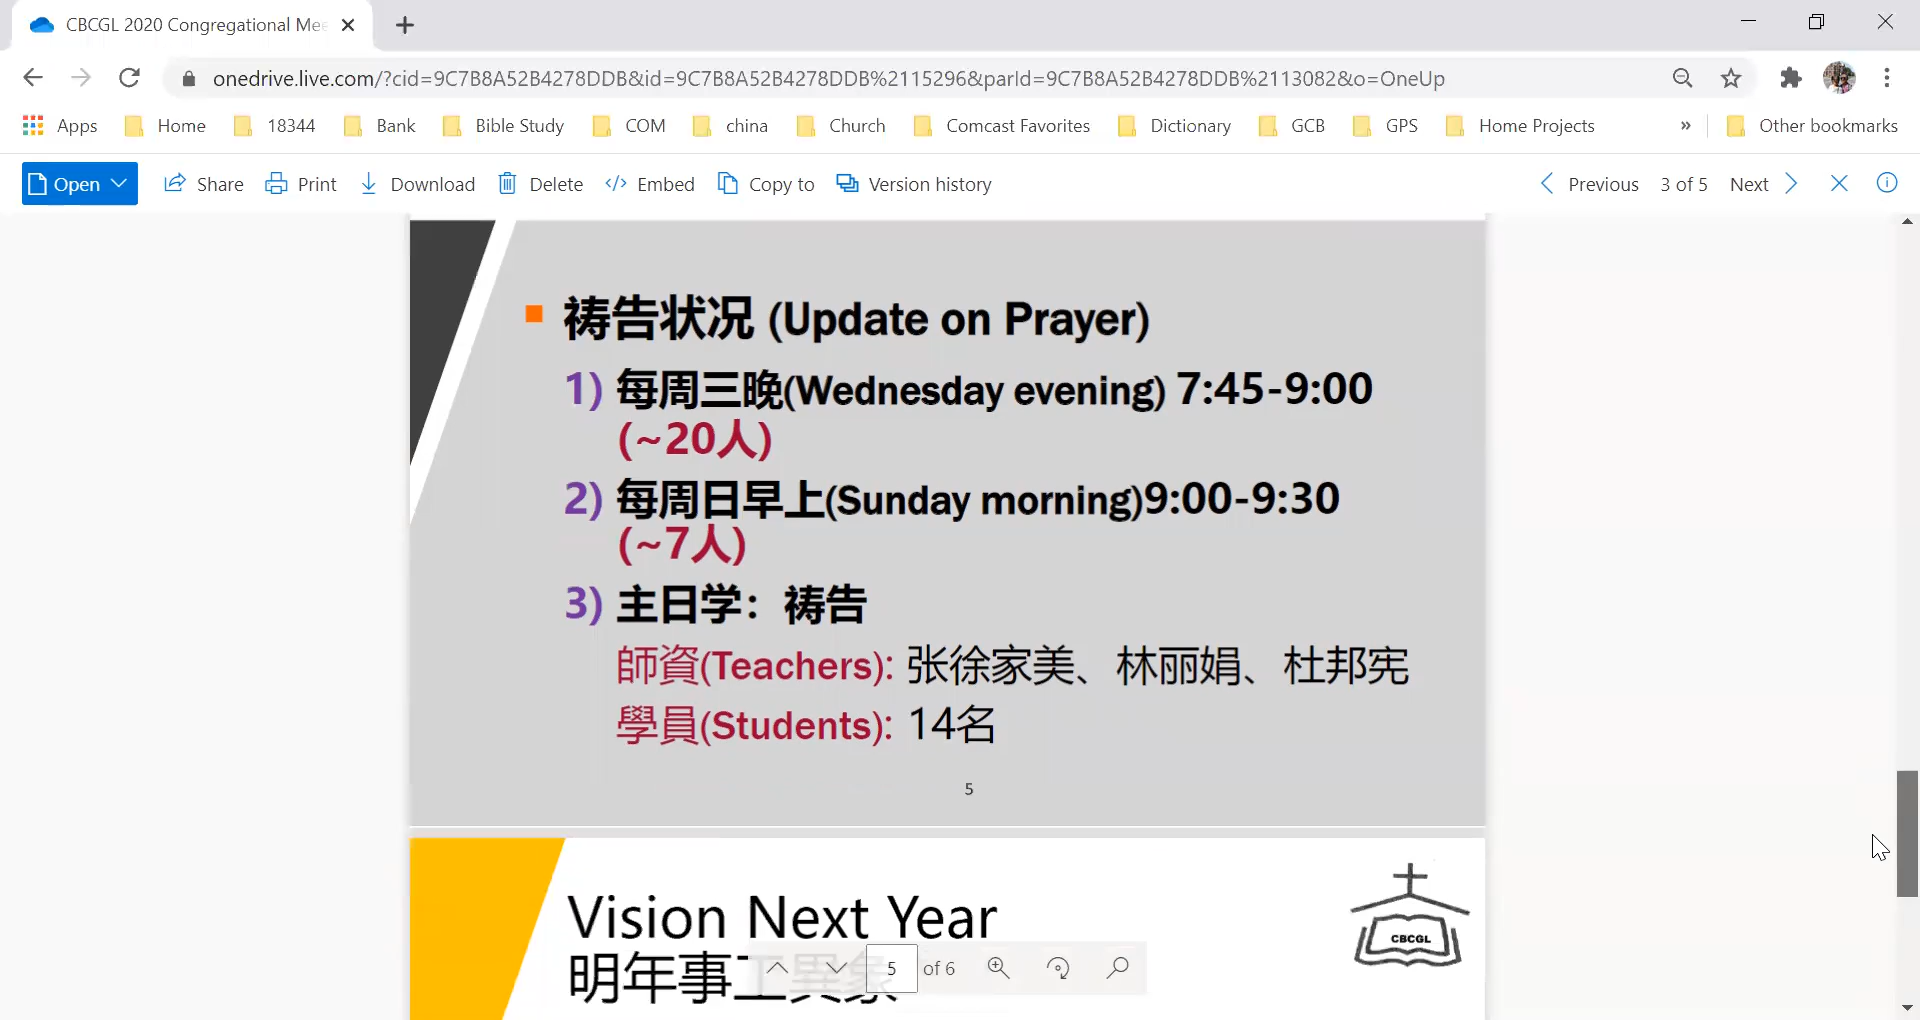 CBCGL 2020 Congregational Mee
onedrive.live.com/?cid=9C7B8A52B4278DDB&id=9C7B8A52B4278DDB%2115296&parId=9C7B8A52B4278DDB%2113082&o=OneUp
Apps Home 18344 Bank Bible Study COM china Church Comcast Favorites Dictionary GCB GPS Home Projects » Other bookmarks
Open Share Print Download Delete Embed Copy to Version history Previous 3 of 5 Next
祷告状况 (Update on Prayer)
1) 每周三晚(Wednesday evening) 7:45-9:00
(~20人)
2) 每周日早上(Sunday morning)9:00-9:30
(~7人)
3) 主日学：祷告
師資(Teachers): 张徐家美、林丽娟、杜邦宪
學員(Students): 14名
5
CBCGL
Vision Next Year
明年事工異象
5 of 6